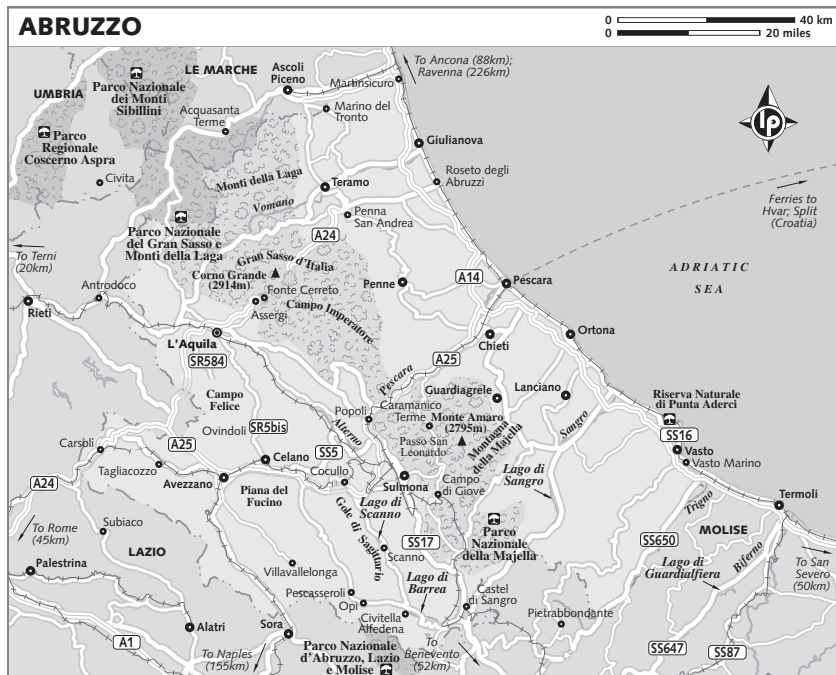 ABRUZZO
0 40 km
0 20 miles
To Ancona (88km);
Ravenna (226km)
LE MARCHE
Ascoli
Piceno
Martinsicuro
UMBRIA
Parco Nazionale
dei Monti
Sibillini
Marino del
Tronto
Acquasanta
Terme
lp
Parco
Regionale
Coscerno Aspra
Giulianova
Civita
Monti della Laga
Teramo
Roseto degli
Abruzzi
Vomano
Ferries to
Hvar; Split
(Croatia)
Penna
San Andrea
Parco Nazionale
del Gran Sasso e
Monti della Laga
A24
To Terni
(20km)
Gran Sasso d'Italia
Corno Grande
(2914m)
ADRIATIC
SEA
A14
Pescara
Penne
Antrodoco
Fonte Cerreto
Rieti
Assergi
Campo Imperatore
L'Aquila
Chieti
Ortona
SR584
A25
Pescara
Campo
Felice
Guardiagrele
Lanciano
Riserva Naturale
di Punta Aderci
Popoli
Caramanico
Terme
Monte Amaro
(2795m)
SR5bis
Ovindoli
Aterno
Passo San
Leonardo
Montagna
della Majella
Sangro
SS16
Carsoli
A25
Vasto
Vasto Marino
Tagliacozzo
Celano
SS5
Cocullo
Lago di
Sangro
A24
Avezzano
Sulmona
Campo
di Giove
Piana del
Fucino
Lago di
Scanno
Trigno
Termoli
To Rome
(45km)
Subiaco
Gole di Sagittario
Parco
Nazionale
della Majella
MOLISE
LAZIO
SS17
SS650
Scanno
Lago di
Guardialfiera
Biferno
To San
Severo
(50km)
Palestrina
Villavallelonga
Lago di
Barrea
Pescasseroli
Opi
Castel
di Sangro
Civitella
Alfedena
Pietrabbondante
Alatri
Sora
A1
To Naples
(155km)
Parco Nazionale
d'Abruzzo, Lazio
e Molise
To
Benevento
(52km)
SS647
SS87